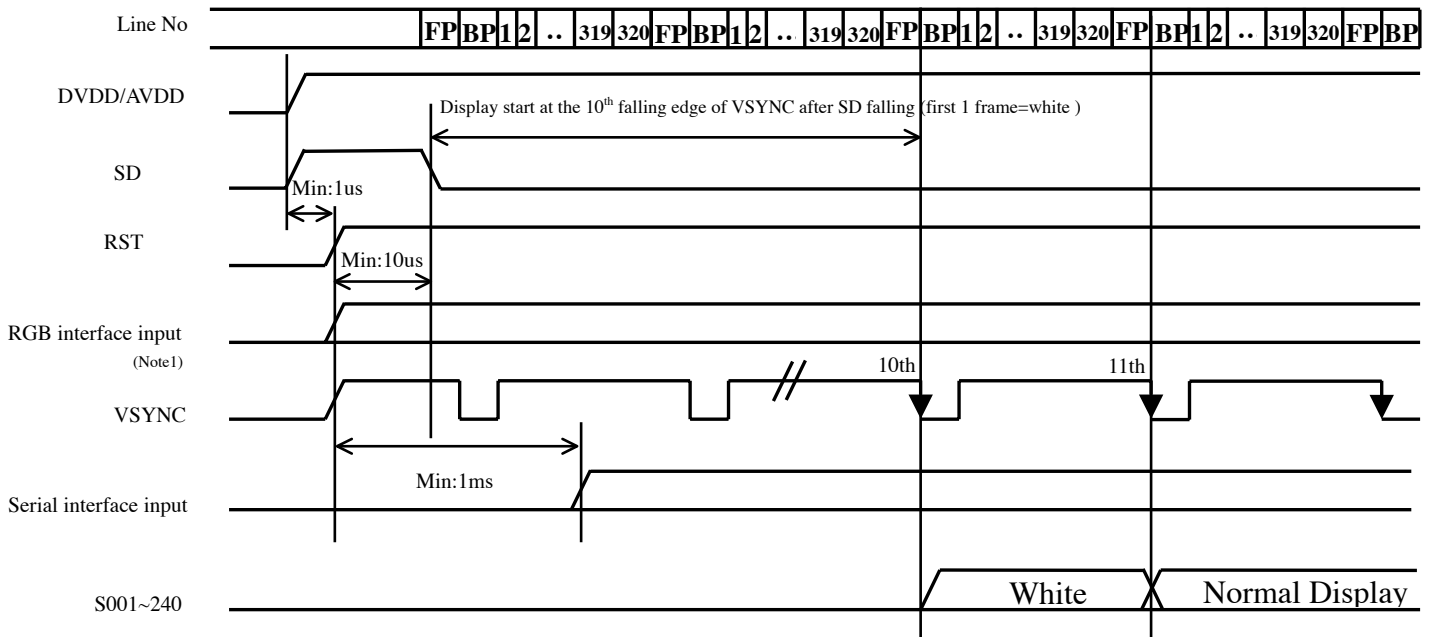 Line No FP BP 1 2 .. 319 320 FP BP 1 2 ... 319 320 FP BP 1 2 .. 319 320 FP BP 1 2 .. 319 320 FP BP
DVDD/AVDD
Display start at the 10th falling edge of VSYNC after SD falling (first 1 frame=white )
SD
Min:1us
RST
Min:10us
RGB interface input
(Note1)
10th 11th
VSYNC
Min:1ms
Serial interface input
S001~240 White Normal Display